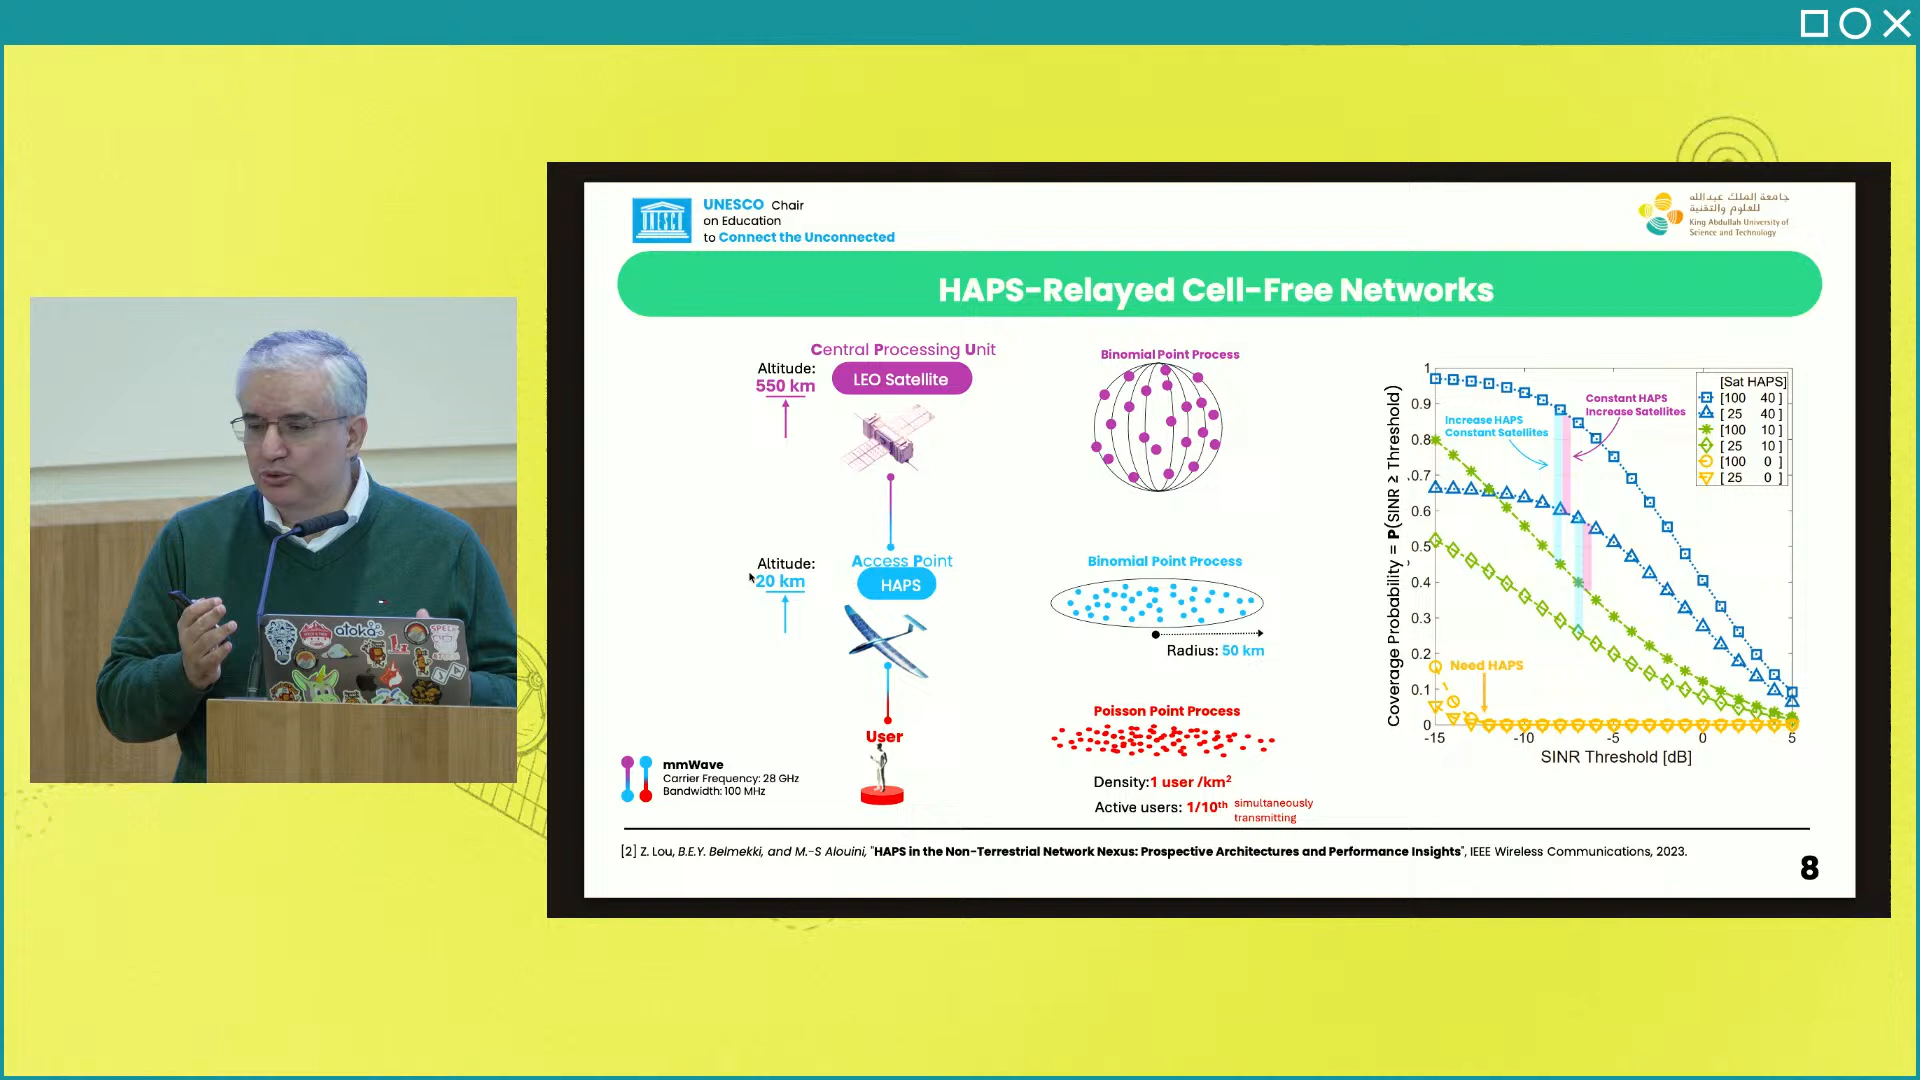 UNESCO Chair
on Education
to Connect the Unconnected
جامعة الملك عبدالله
للعلوم والتقنية
King Abdullah University of
Science and Technology
HAPS-Relayed Cell-Free Networks
Central Processing Unit
Altitude:
550 km
LEO Satellite
Altitude:
20 km
Access Point
HAPS
User
mmWave
Carrier Frequency: 28 GHz
Bandwidth: 100 MHz
Binomial Point Process
Binomial Point Process
Radius: 50 km
Poisson Point Process
Density:1 user /km²
Active users: 1/10th simultaneously
transmitting
Coverage Probability = P(SINR ≥ Threshold)
1
0.9
0.8
0.7
0.6
0.5
0.4
0.3
0.2
0.1
0
-15
-10
-5
0
5
SINR Threshold [dB]
Increase HAPS
Constant Satellites
Constant HAPS
Increase Satellites
Need HAPS
[Sat HAPS]
[100 40 ]
[ 25 40 ]
[100 10 ]
[ 25 10 ]
[100 0 ]
[ 25 0 ]
[2] Z. Lou, B.E.Y. Belmekki, and M.-S Alouini, "HAPS in the Non-Terrestrial Network Nexus: Prospective Architectures and Performance Insights", IEEE Wireless Communications, 2023.
8
atoka